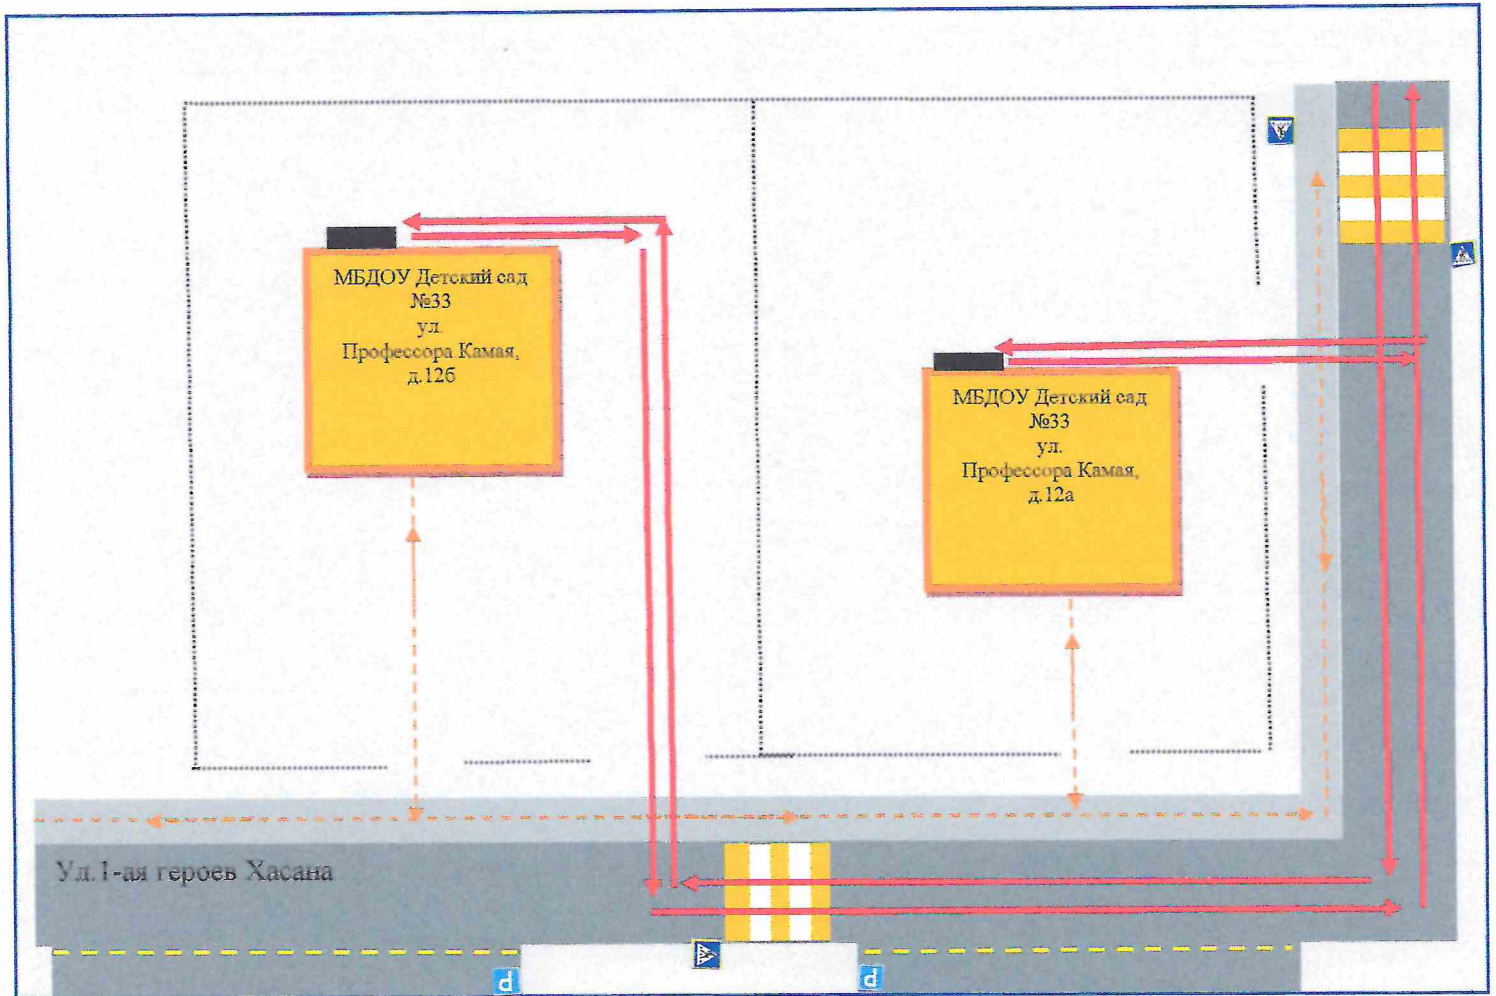 МБДОУ Детский сад
№33
ул.
Профессора Камая,
д.12б
МБДОУ Детский сад
№33
ул.
Профессора Камая,
д.12а
Ул.1-ая героев Хасана
P
P